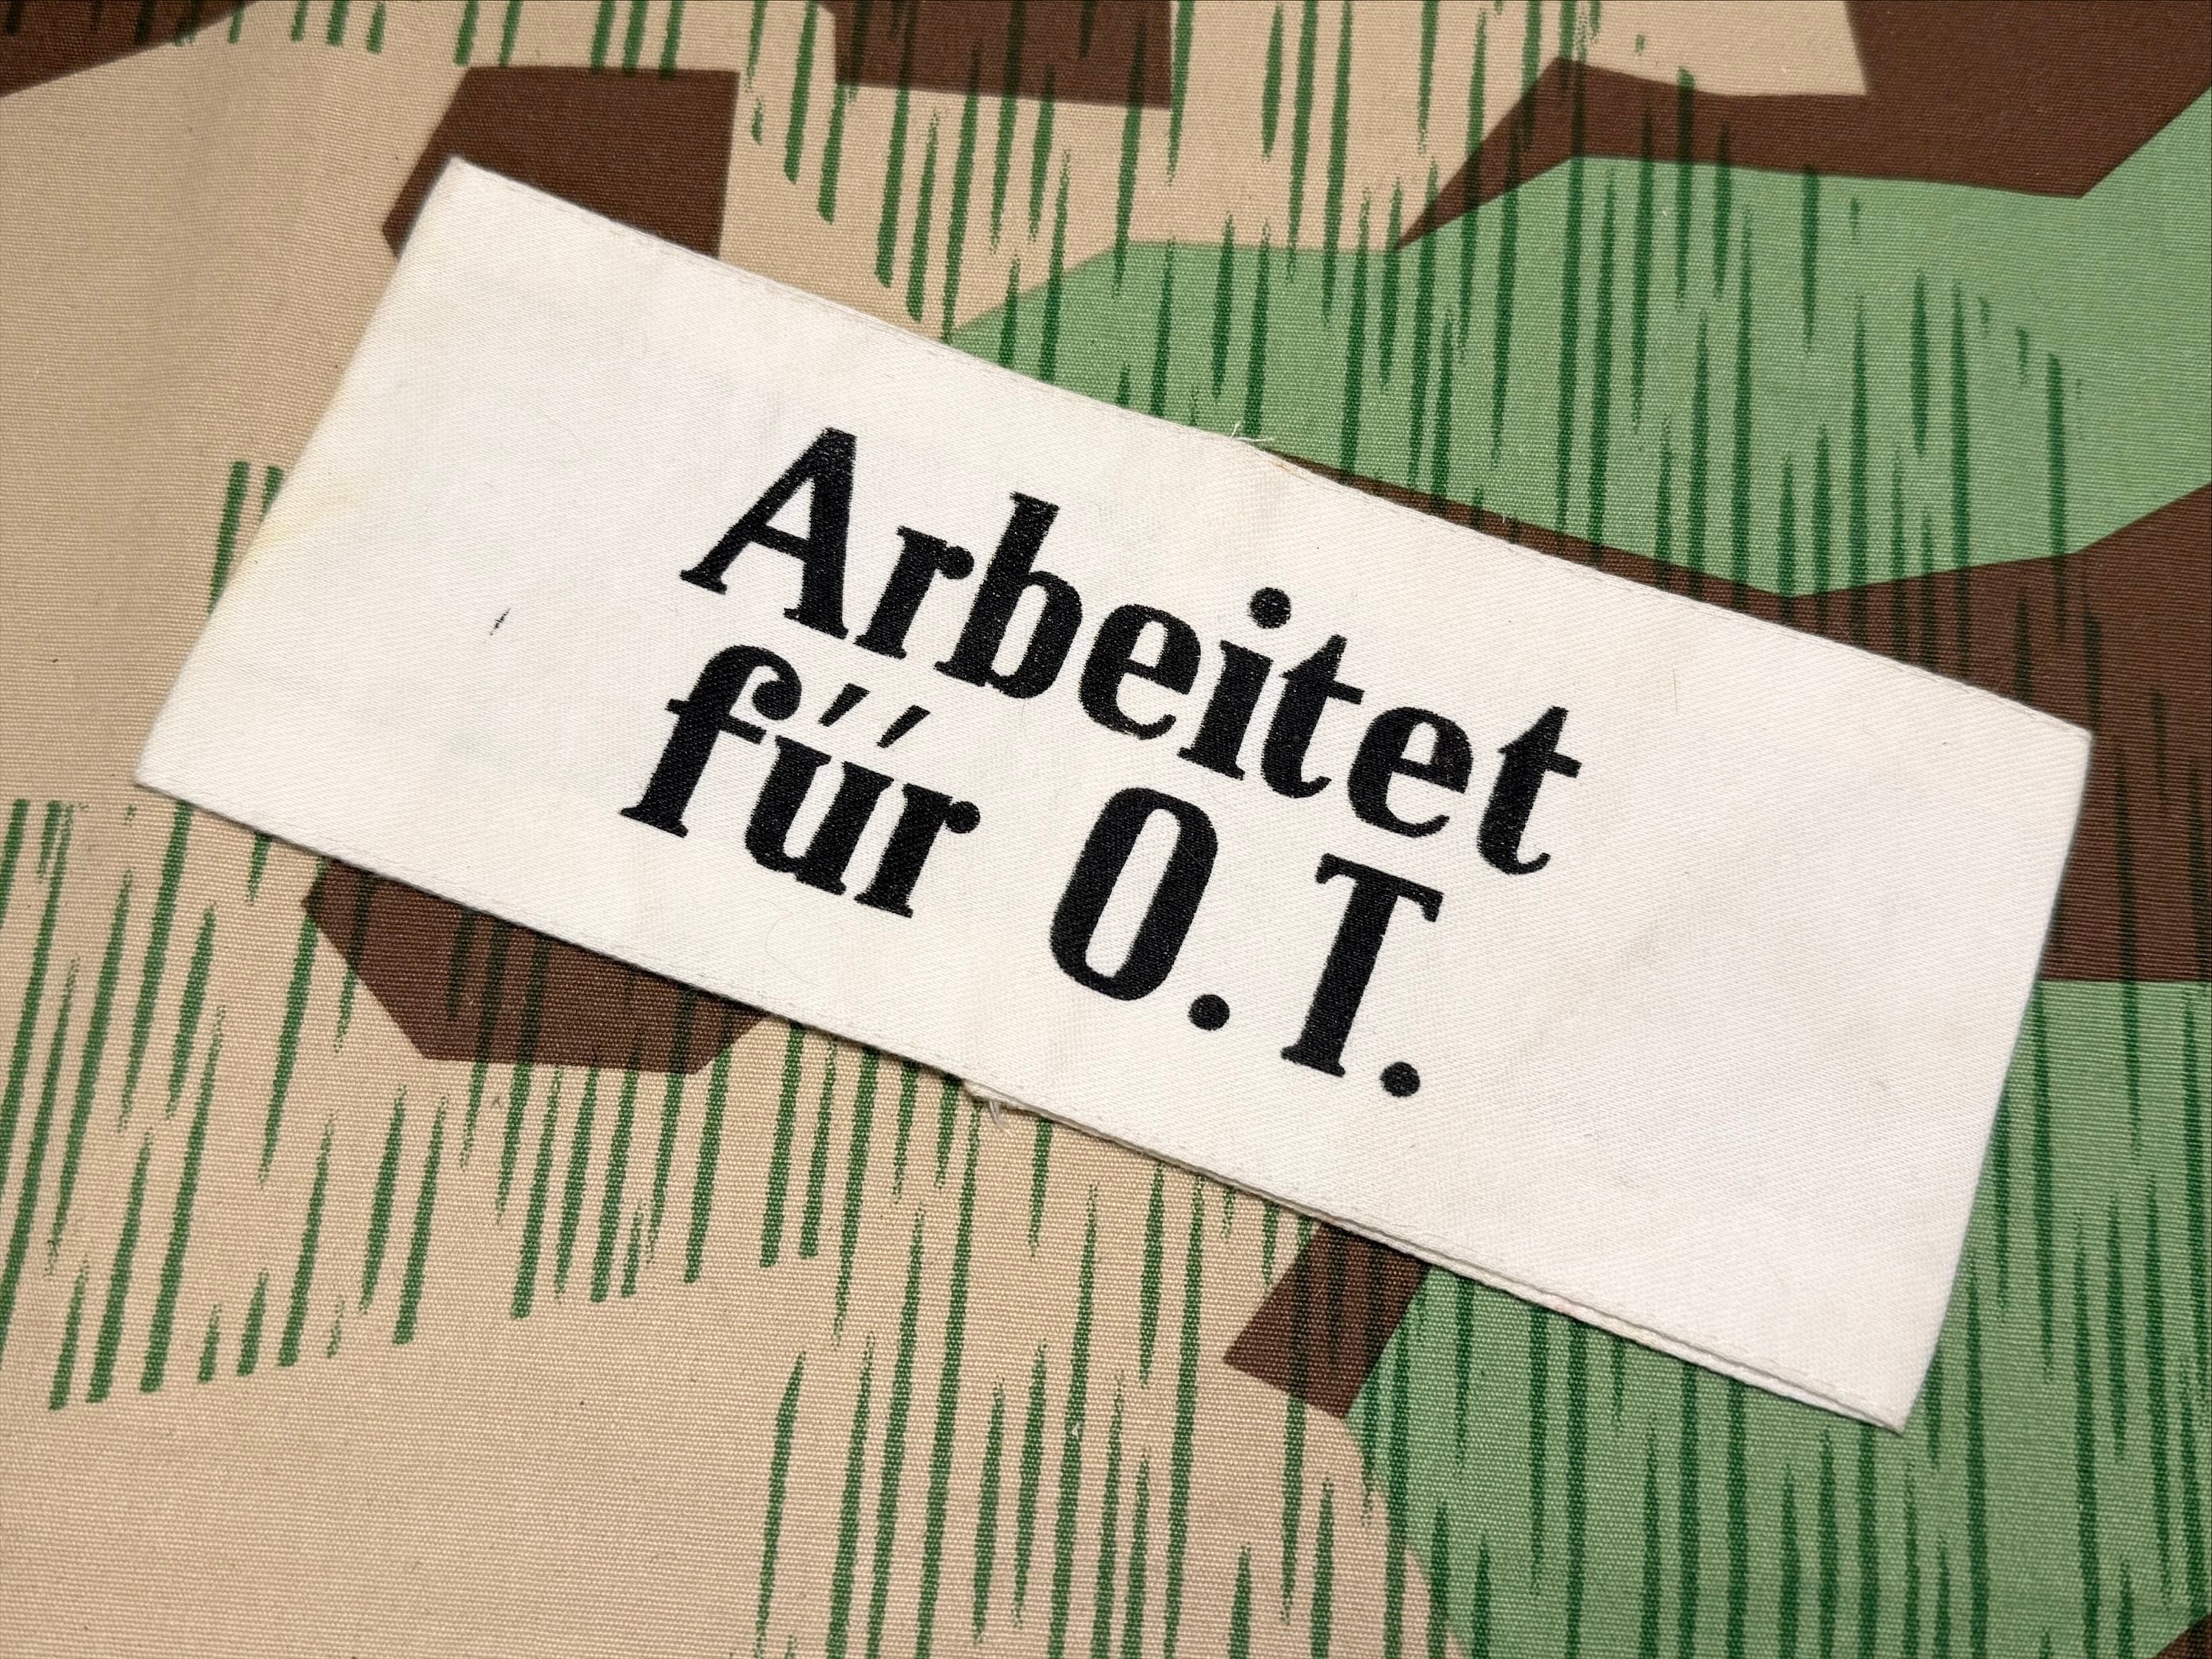 Arbeitet
für O.T.